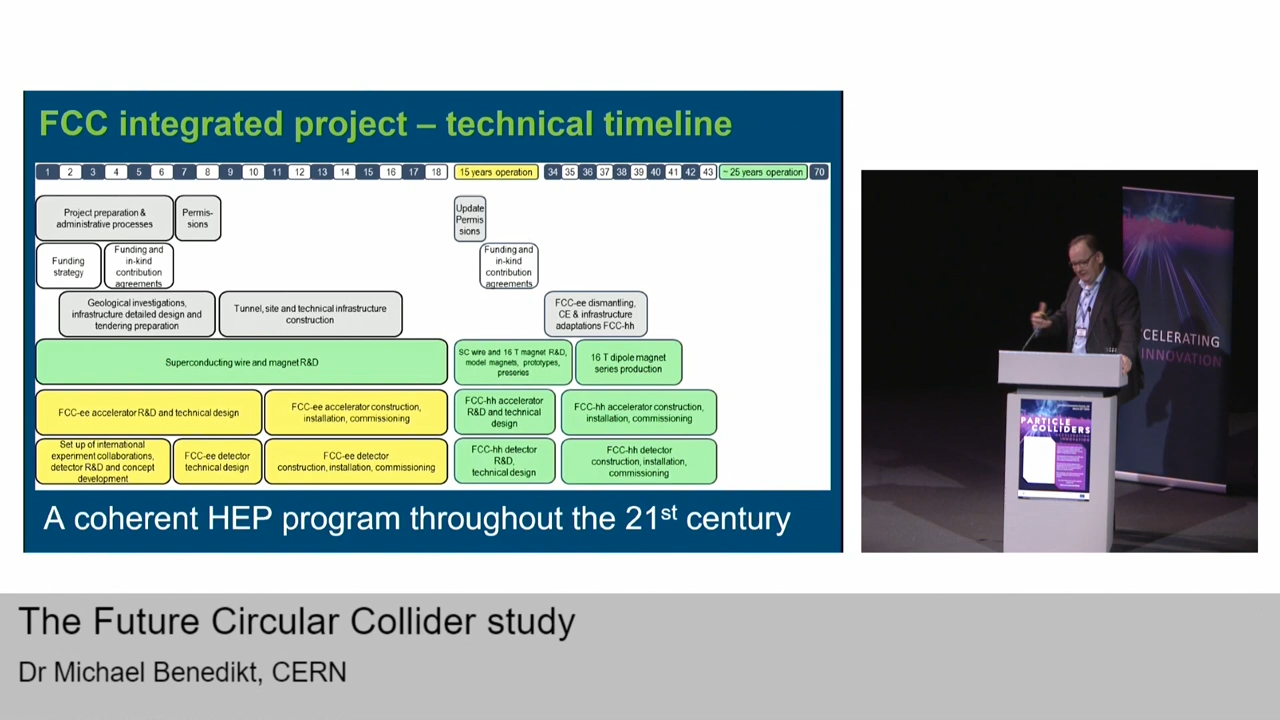 FCC integrated project – technical timeline
1 2 3 4 5 6 7 8 9 10 11 12 13 14 15 16 17 18 15 years operation 34 35 36 37 38 39 40 41 42 43 ~ 25 years operation 70
Project preparation &
administrative processes
Permis-
sions
Update
Permis
sions
Funding
strategy
Funding and
in-kind
contribution
agreements
Funding and
in-kind
contribution
agreements
Geological investigations,
infrastructure detailed design and
tendering preparation
Tunnel, site and technical infrastructure
construction
FCC-ee dismantling,
CE & infrastructure
adaptations FCC-hh
Superconducting wire and magnet R&D
SC wire and 16 T magnet R&D,
model magnets, prototypes,
preseries
16 T dipole magnet
series production
FCC-ee accelerator R&D and technical design
FCC-ee accelerator construction,
installation, commissioning
FCC-hh accelerator
R&D and technical
design
FCC-hh accelerator construction,
installation, commissioning
Set up of international
experiment collaborations,
detector R&D and concept
development
FCC-ee detector
technical design
FCC-ee detector
construction, installation, commissioning
FCC-hh detector
R&D,
technical design
FCC-hh detector
construction, installation,
commissioning
A coherent HEP program throughout the 21st century
CELERATING
INNOVATION
PARTICLE
COLLIDERS
The Future Circular Collider study
Dr Michael Benedikt, CERN